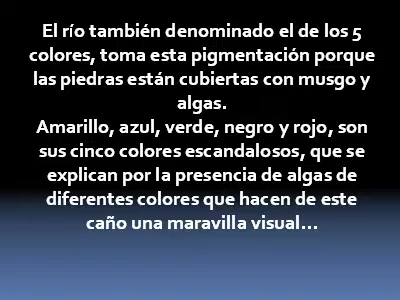 El río también denominado el de los 5
colores, toma esta pigmentación porque
las piedras están cubiertas con musgo y
algas.
Amarillo, azul, verde, negro y rojo, son
sus cinco colores escandalosos, que se
explican por la presencia de algas de
diferentes colores que hacen de este
caño una maravilla visual...